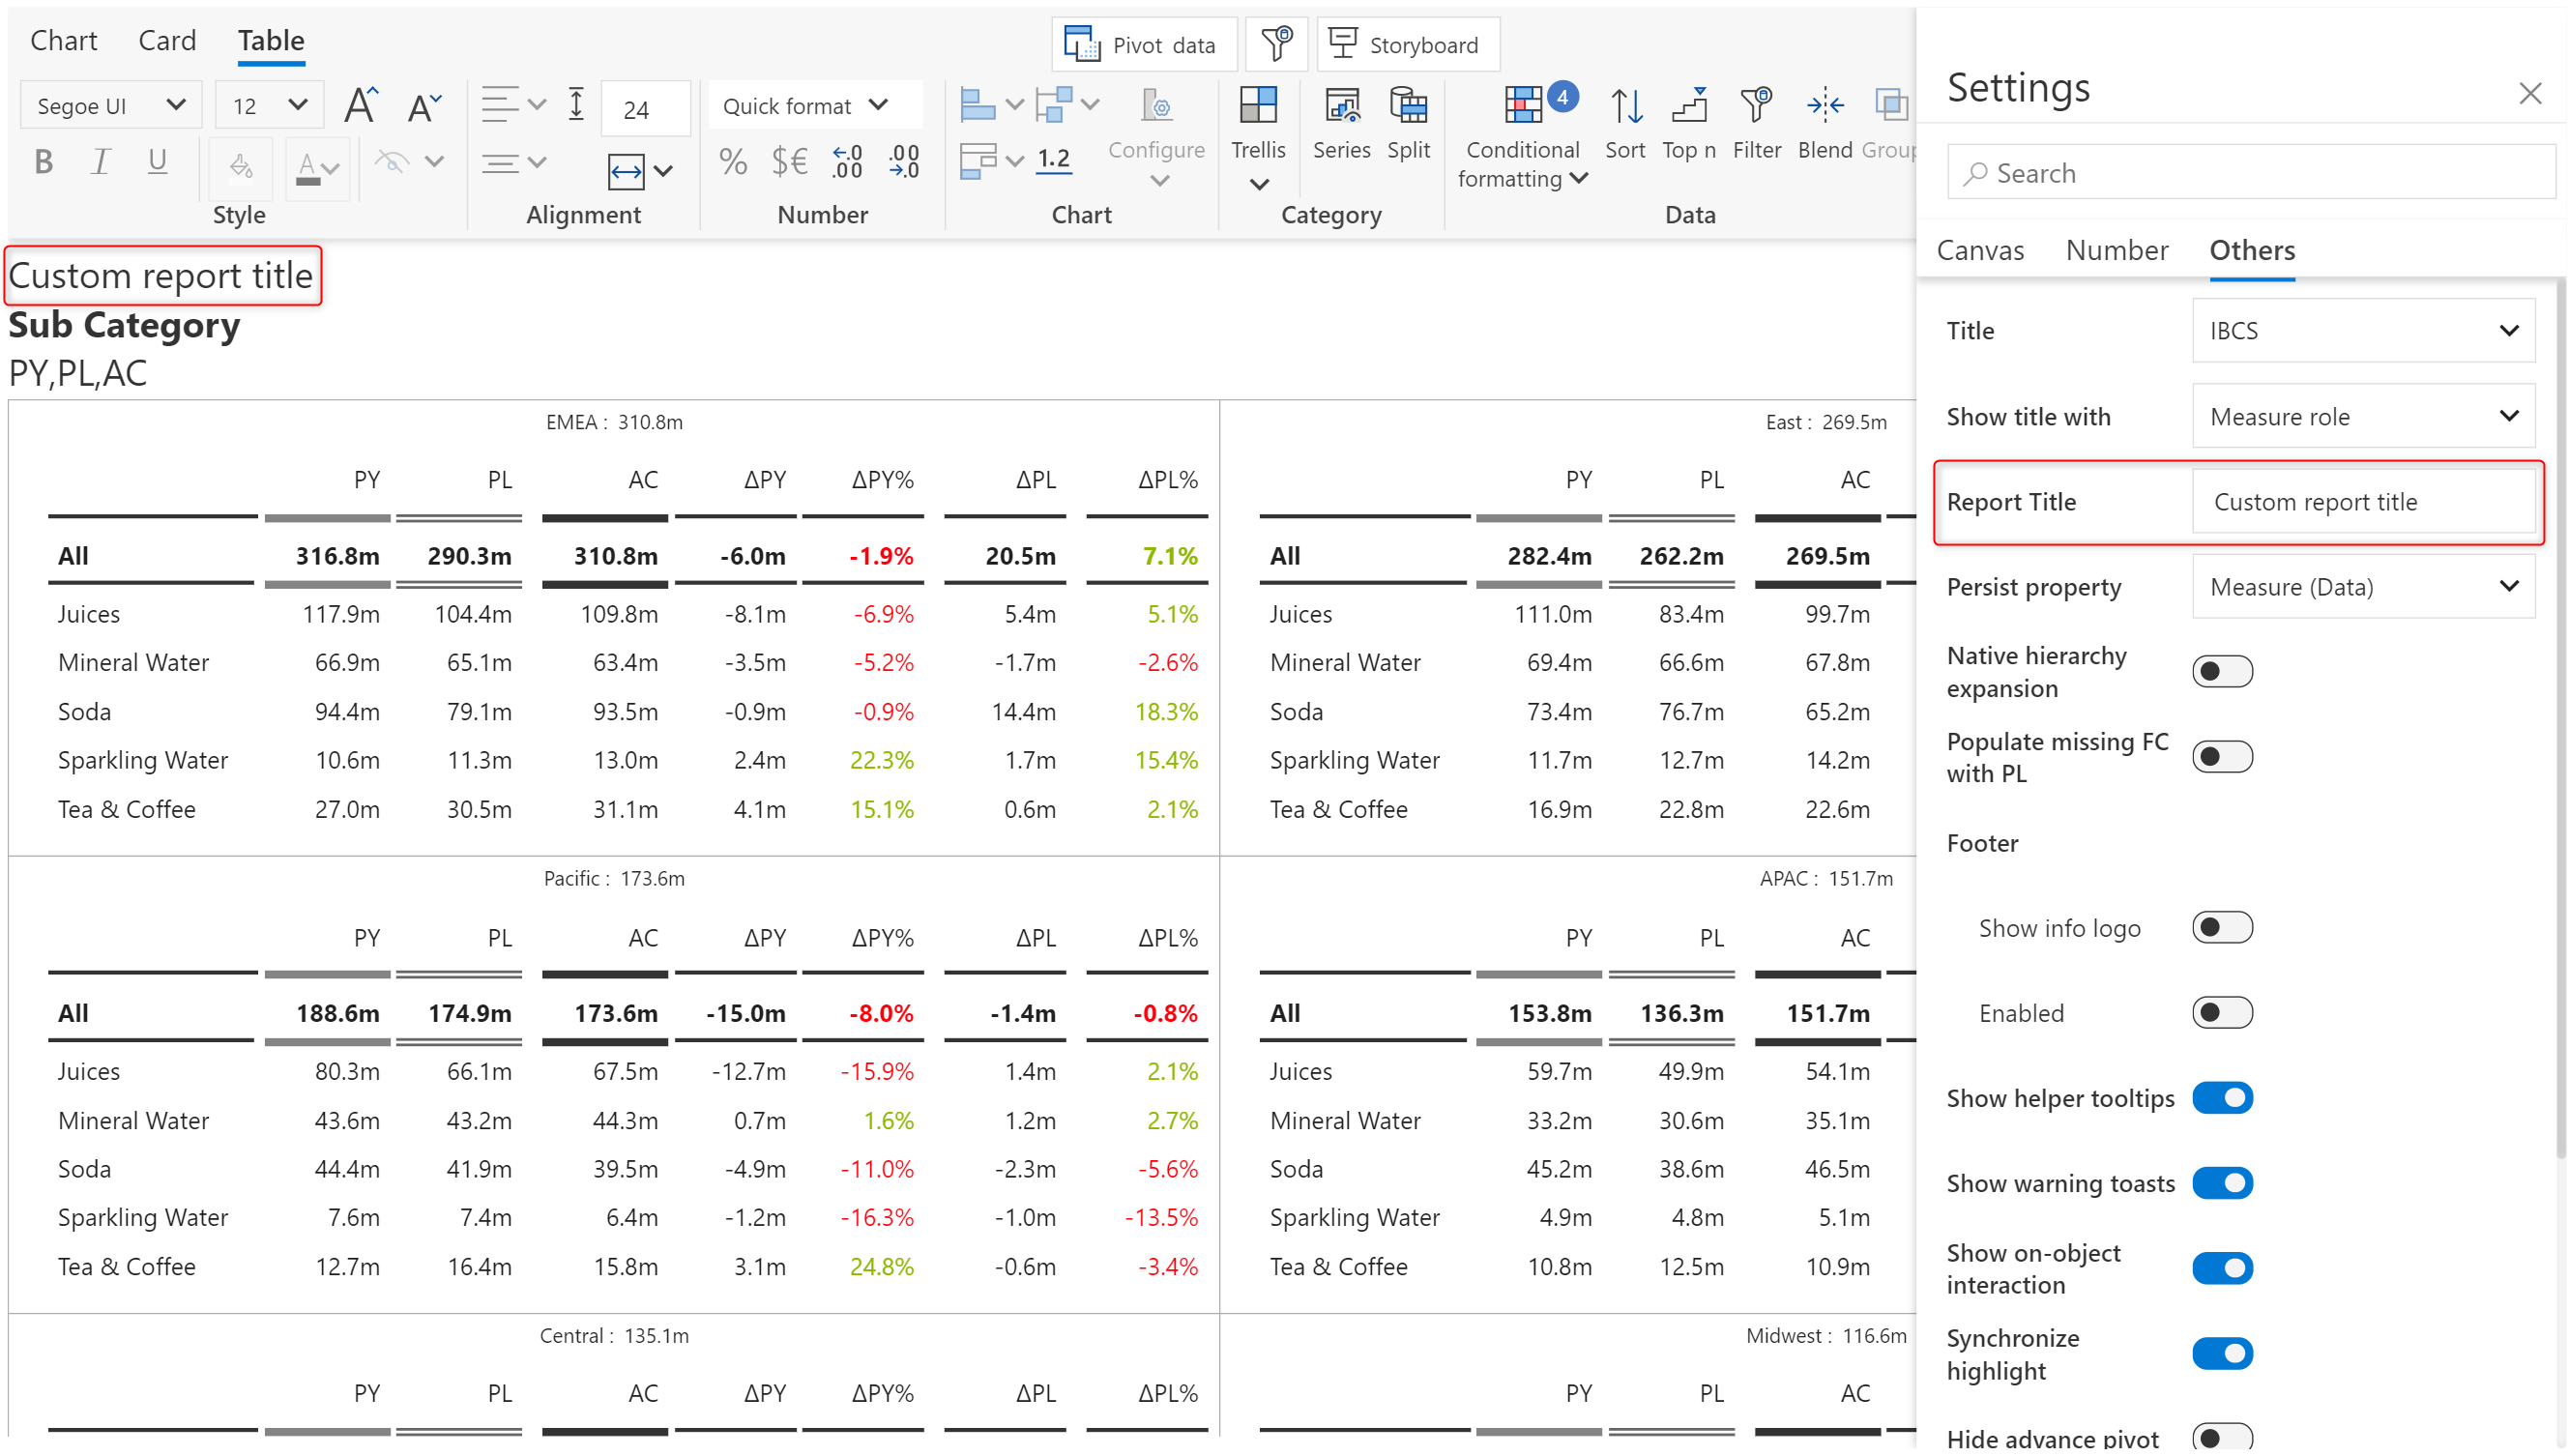 Chart Card Table
Pivot data Storyboard
Segoe UI 12 A A 24 Quick format 4
B I U A % $€ .0 .00 .00 .0 1.2 Configure Trellis Series Split Conditional formatting Sort Top n Filter Blend Group
Style Alignment Number Chart Category Data
Custom report title
Sub Category
PY,PL,AC
EMEA : 310.8m
PY PL AC ΔPY ΔPY% ΔPL ΔPL%
All 316.8m 290.3m 310.8m -6.0m -1.9% 20.5m 7.1%
Juices 117.9m 104.4m 109.8m -8.1m -6.9% 5.4m 5.1%
Mineral Water 66.9m 65.1m 63.4m -3.5m -5.2% -1.7m -2.6%
Soda 94.4m 79.1m 93.5m -0.9m -0.9% 14.4m 18.3%
Sparkling Water 10.6m 11.3m 13.0m 2.4m 22.3% 1.7m 15.4%
Tea & Coffee 27.0m 30.5m 31.1m 4.1m 15.1% 0.6m 2.1%
East : 269.5m
PY PL AC
All 282.4m 262.2m 269.5m
Juices 111.0m 83.4m 99.7m
Mineral Water 69.4m 66.6m 67.8m
Soda 73.4m 76.7m 65.2m
Sparkling Water 11.7m 12.7m 14.2m
Tea & Coffee 16.9m 22.8m 22.6m
Pacific : 173.6m
PY PL AC ΔPY ΔPY% ΔPL ΔPL%
All 188.6m 174.9m 173.6m -15.0m -8.0% -1.4m -0.8%
Juices 80.3m 66.1m 67.5m -12.7m -15.9% 1.4m 2.1%
Mineral Water 43.6m 43.2m 44.3m 0.7m 1.6% 1.2m 2.7%
Soda 44.4m 41.9m 39.5m -4.9m -11.0% -2.3m -5.6%
Sparkling Water 7.6m 7.4m 6.4m -1.2m -16.3% -1.0m -13.5%
Tea & Coffee 12.7m 16.4m 15.8m 3.1m 24.8% -0.6m -3.4%
APAC : 151.7m
PY PL AC
All 153.8m 136.3m 151.7m
Juices 59.7m 49.9m 54.1m
Mineral Water 33.2m 30.6m 35.1m
Soda 45.2m 38.6m 46.5m
Sparkling Water 4.9m 4.8m 5.1m
Tea & Coffee 10.8m 12.5m 10.9m
Central : 135.1m
PY PL AC ΔPY ΔPY% ΔPL ΔPL%
Midwest : 116.6m
PY PL AC
Settings
Search
Canvas Number Others
Title IBCS
Show title with Measure role
Report Title Custom report title
Persist property Measure (Data)
Native hierarchy
expansion
Populate missing FC
with PL
Footer
Show info logo
Enabled
Show helper tooltips
Show warning toasts
Show on-object
interaction
Synchronize
highlight
Hide advance pivot